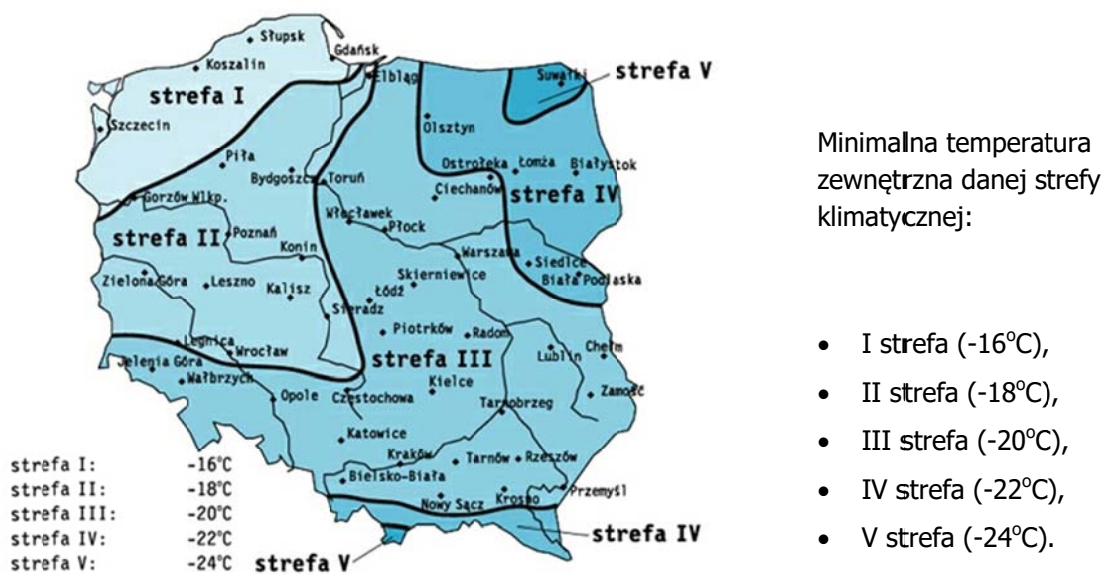 Słupsk
Gdańsk
Koszalin
Elbląg
Suwałki
strefa V
strefa I
Szczecin
Olsztyn
Piła
Ostrołęka
Łomża
Białystok
Bydgoszcz
Toruń
Ciechanów
Gorzów Wlkp.
strefa IV
Włocławek
Płock
strefa II
Poznań
Konin
Warszawa
Siedlce
Skierniewice
Biała Podlaska
Zielona Góra
Leszno
Kalisz
Łódź
Sieradz
Piotrków
Radom
Legnica
Wrocław
strefa III
Lublin
Chełm
Jelenia Góra
Wałbrzych
Kielce
Opole
Częstochowa
Zamość
Tarnobrzeg
Katowice
Kraków
Tarnów
Rzeszów
Bielsko-Biała
Nowy Sącz
Krosno
Przemyśl
strefa IV
strefa V
strefa I: -16°C
strefa II: -18°C
strefa III: -20°C
strefa IV: -22°C
strefa V: -24°C
Minimalna temperatura
zewnętrzna danej strefy
klimatycznej:
• I strefa (-16°C),
• II strefa (-18°C),
• III strefa (-20°C),
• IV strefa (-22°C),
• V strefa (-24°C).